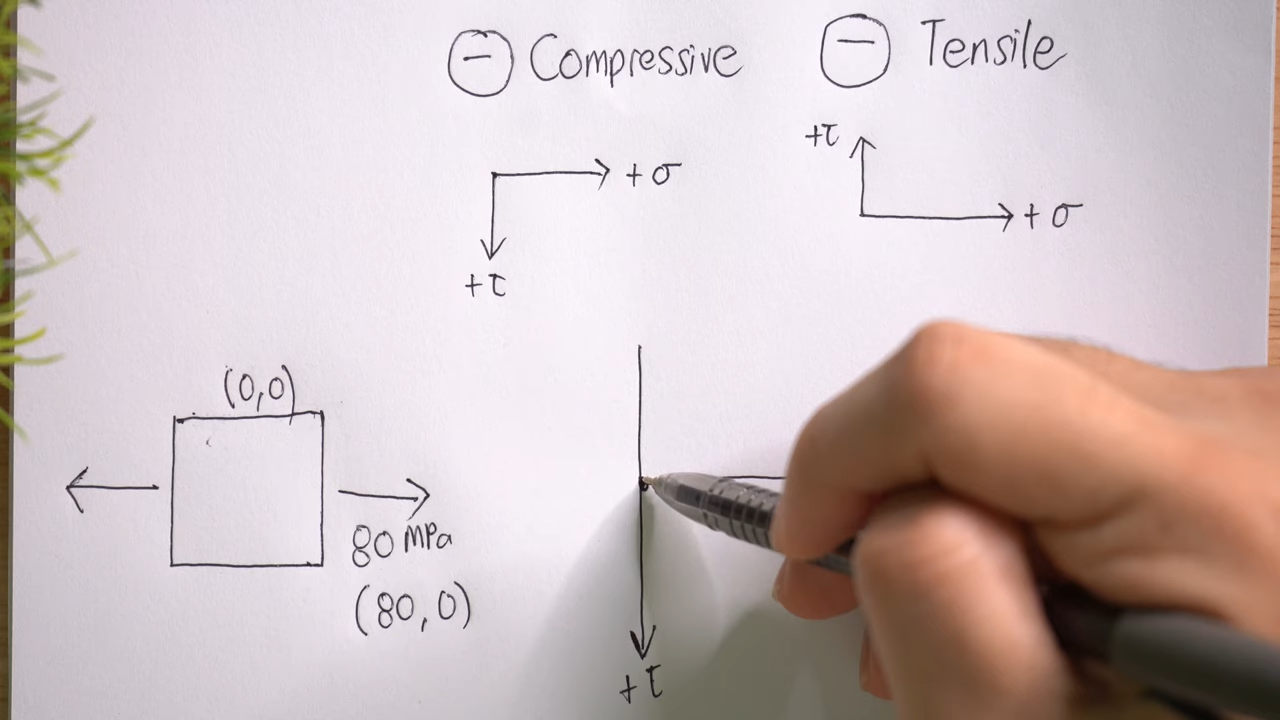 ⊖ Compressive
⊖ Tensile
+τ
+σ
+σ
+τ
(0,0)
80 MPa
(80,0)
+τ